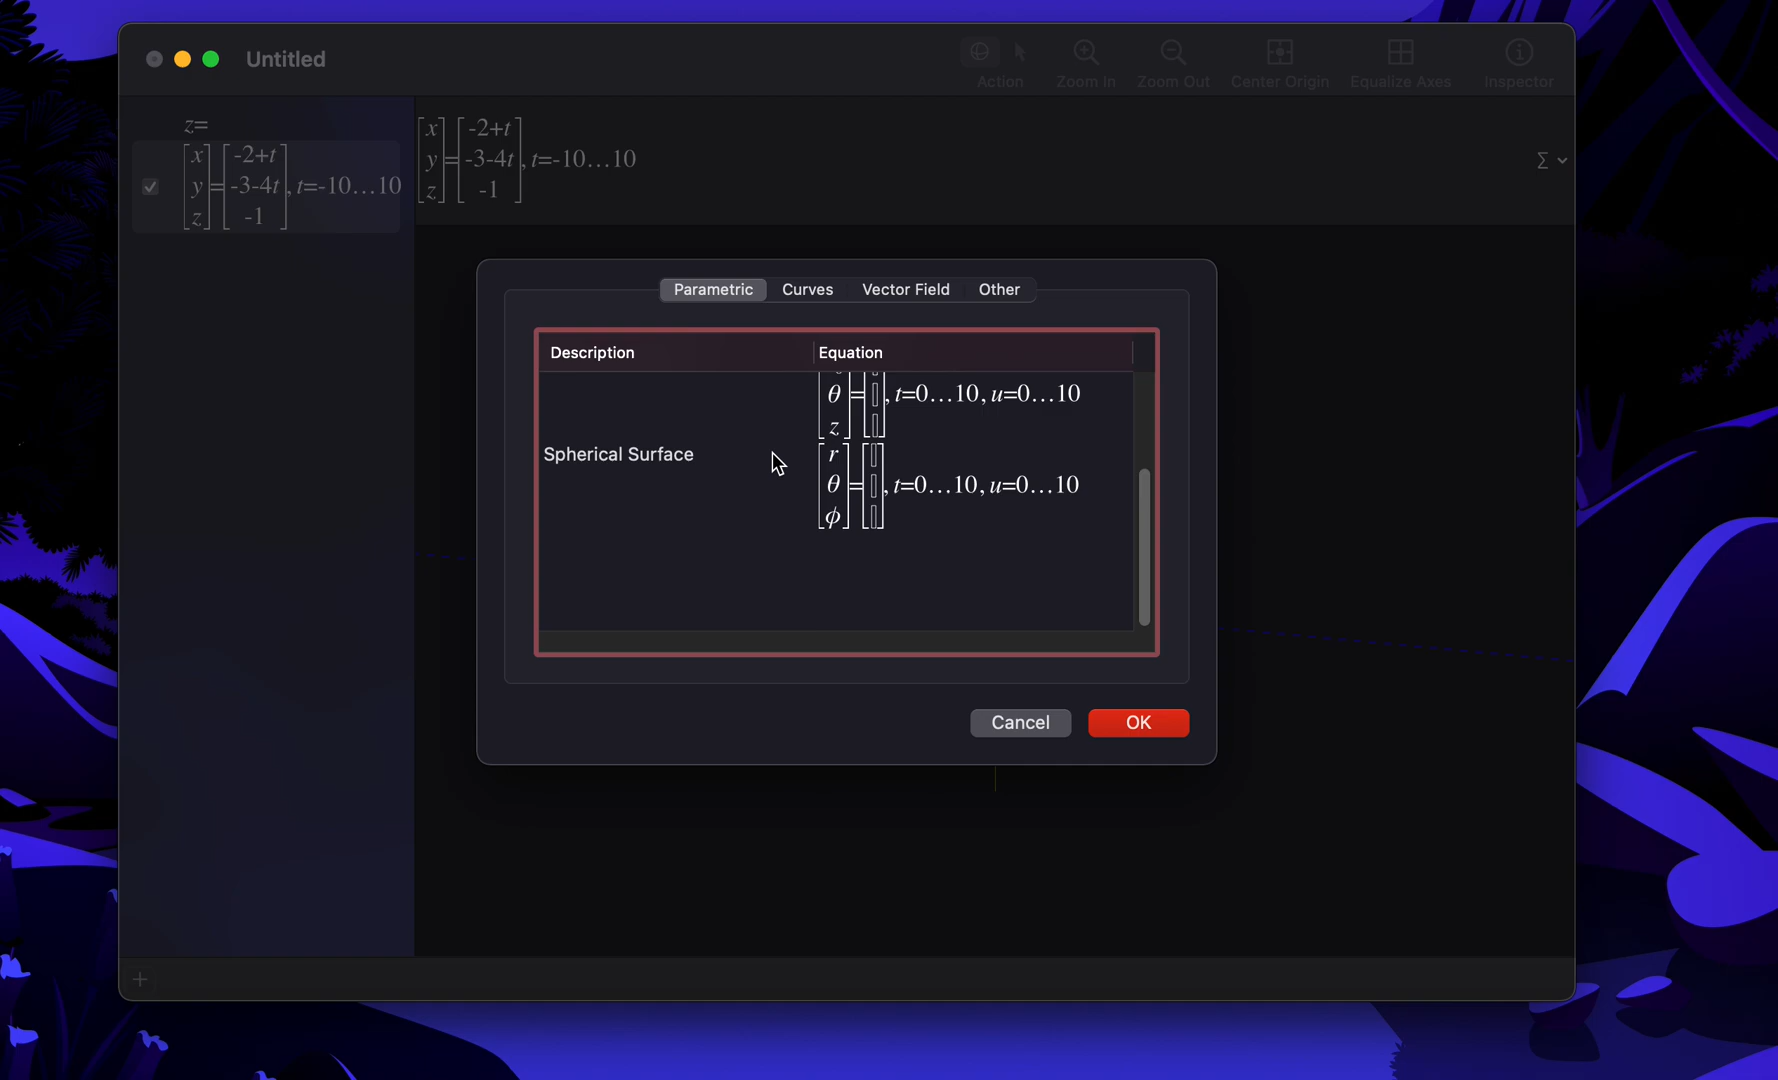 Untitled
Action
Zoom In
Zoom Out
Center Origin
Equalize Axes
Inspector
z=
[x y z]=[-2+t -3-4t -1], t=-10...10
[x y z]=[-2+t -3-4t -1], t=-10...10
Σ
Parametric
Curves
Vector Field
Other
Description
Equation
θ z = [▯ ▯], t=0...10, u=0...10
Spherical Surface
[r θ ϕ]=[▯ ▯ ▯], t=0...10, u=0...10
Cancel
OK